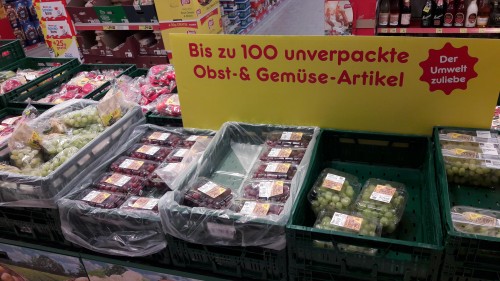 Bis zu 100 unverpackte
Obst-& Gemüse-Artikel
Der
Umwelt
zuliebe